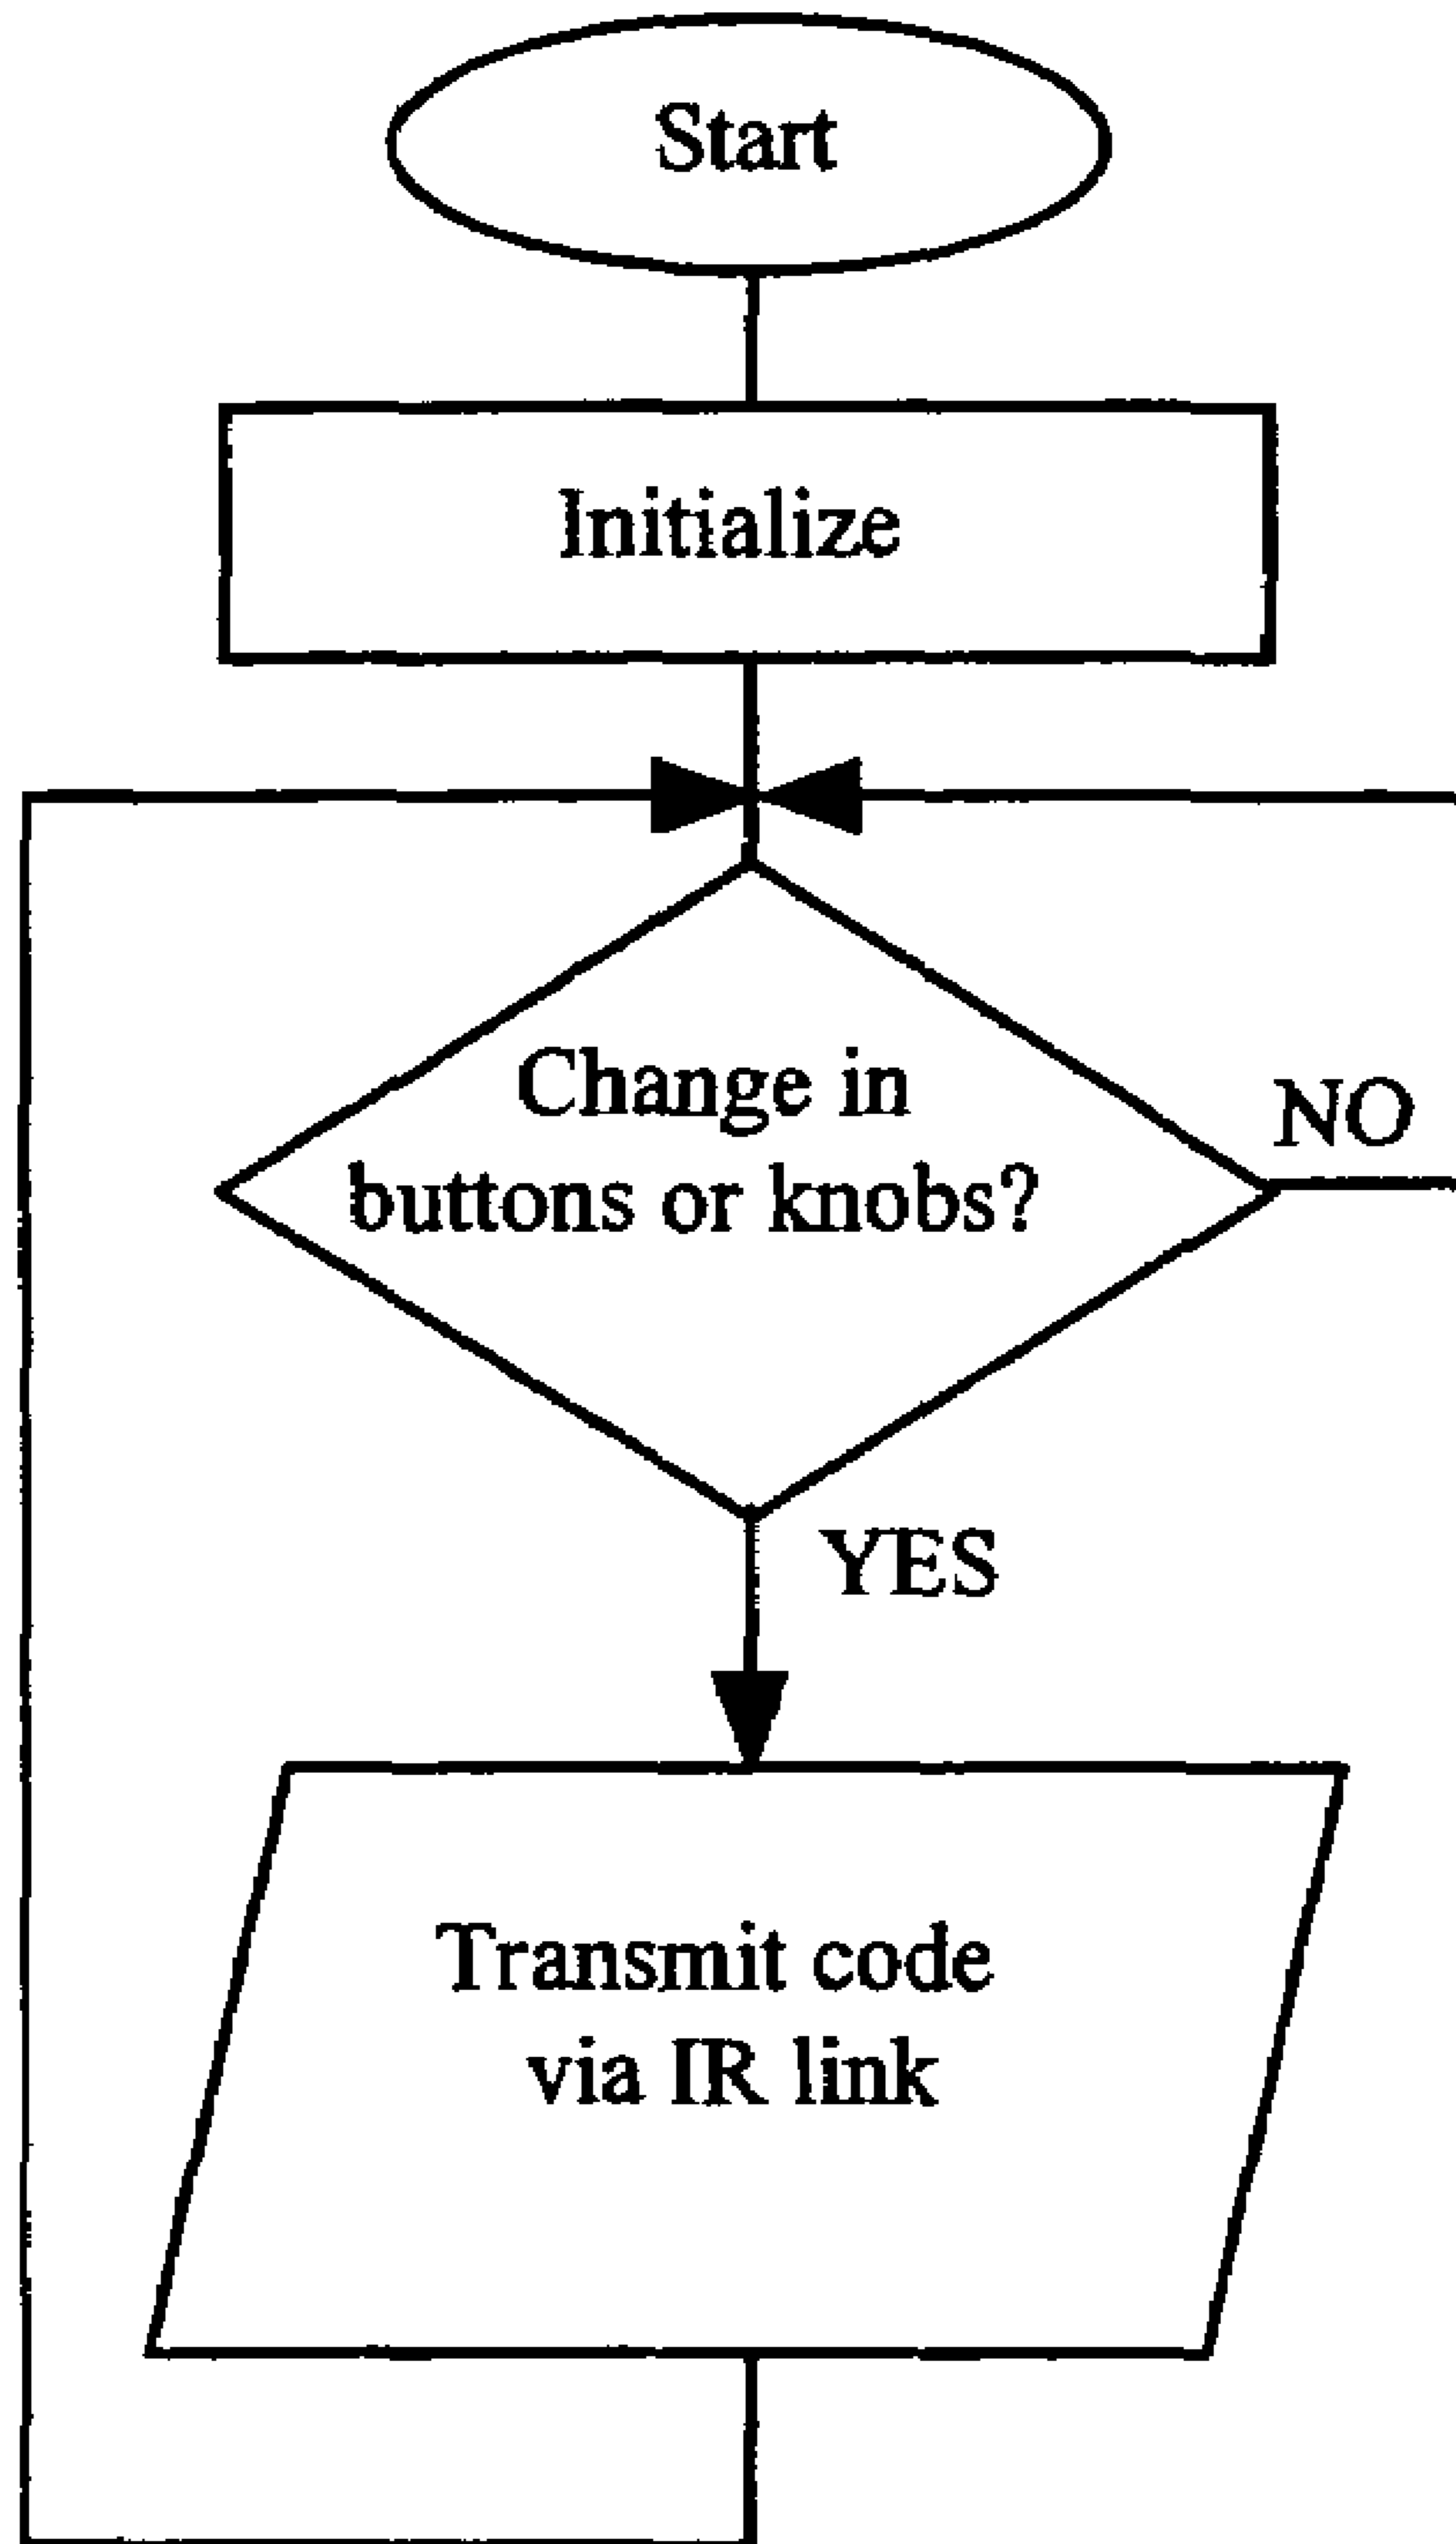 Start
Initialize
Change in
buttons or knobs?
NO
YES
Transmit code
via IR link